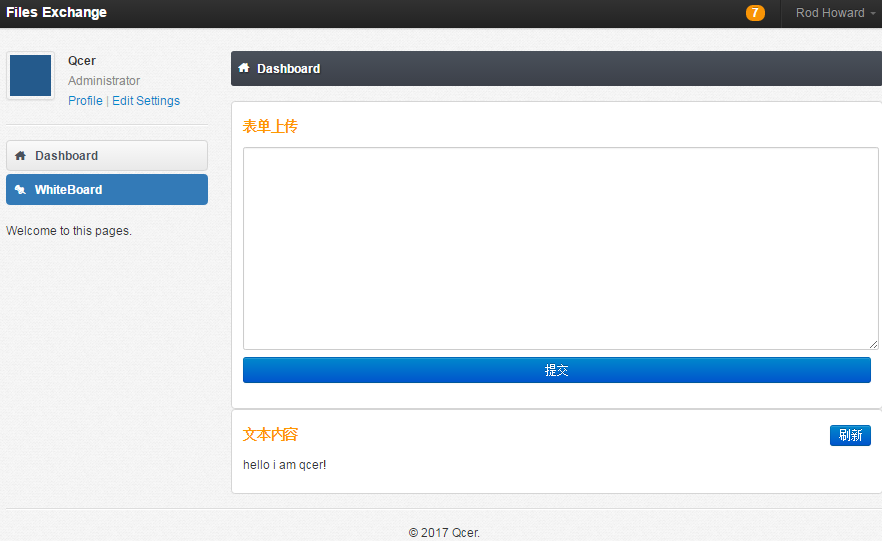 Files Exchange
7
Rod Howard
Qcer
Administrator
Profile | Edit Settings
Dashboard
WhiteBoard
Welcome to this pages.
Dashboard
表单上传
提交
文本内容
刷新
hello i am qcer!
© 2017 Qcer.